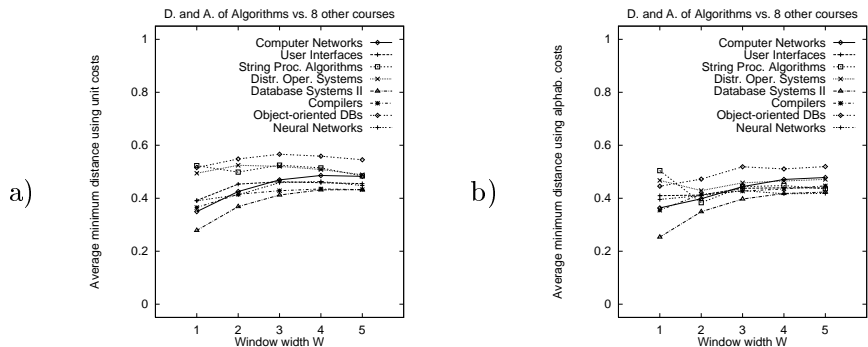 a)
D. and A. of Algorithms vs. 8 other courses
Average minimum distance using unit costs
1
0.8
0.6
0.4
0.2
0
Computer Networks
User Interfaces
String Proc. Algorithms
Distr. Oper. Systems
Database Systems II
Compilers
Object-oriented DBs
Neural Networks
1 2 3 4 5
Window width W
b)
D. and A. of Algorithms vs. 8 other courses
Average minimum distance using alphab. costs
1
0.8
0.6
0.4
0.2
0
Computer Networks
User Interfaces
String Proc. Algorithms
Distr. Oper. Systems
Database Systems II
Compilers
Object-oriented DBs
Neural Networks
1 2 3 4 5
Window width W